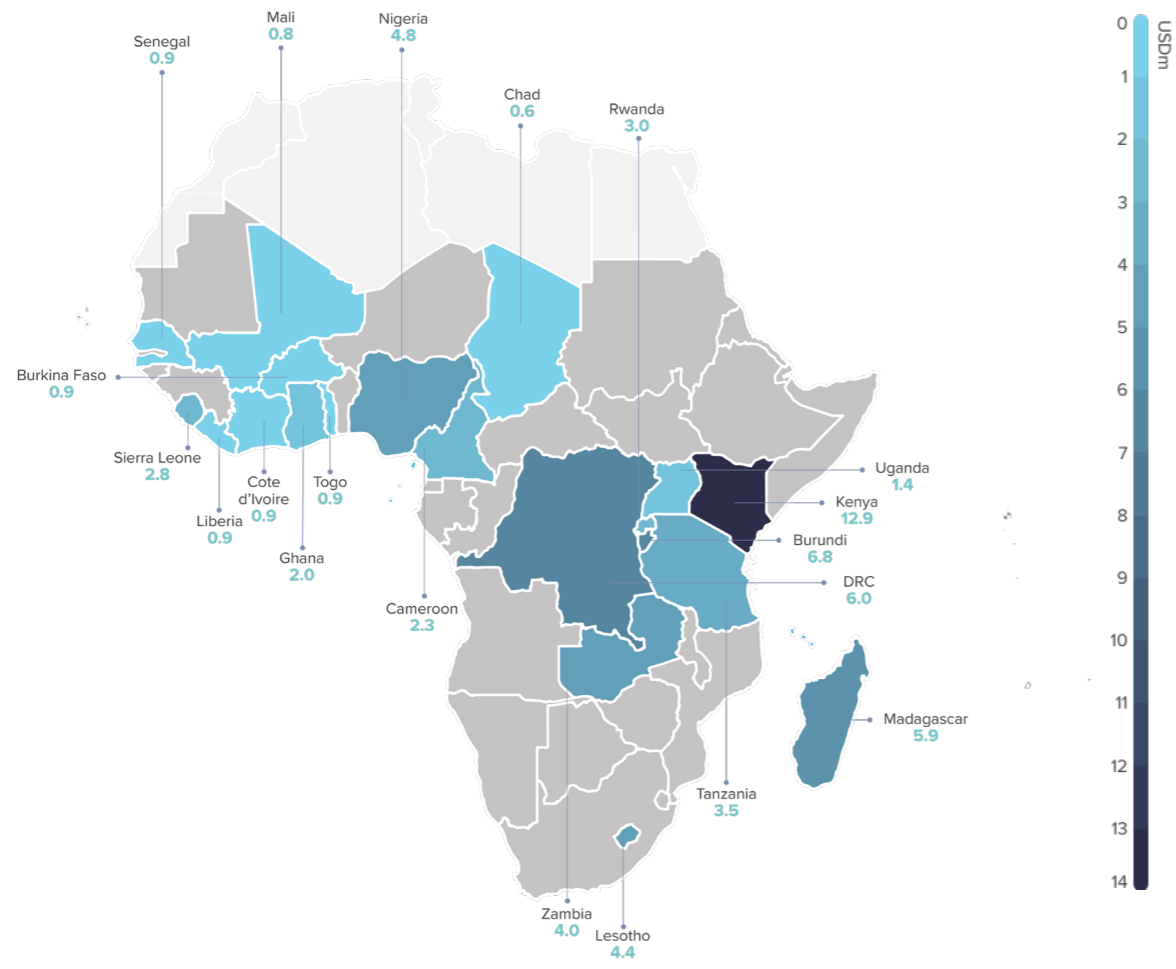 Mali
0.8
Nigeria
4.8
Senegal
0.9
Chad
0.6
Rwanda
3.0
Burkina Faso
0.9
Sierra Leone
2.8
Liberia
0.9
Cote
d'Ivoire
0.9
Togo
0.9
Ghana
2.0
Cameroon
2.3
Uganda
1.4
Kenya
12.9
Burundi
6.8
DRC
6.0
Madagascar
5.9
Tanzania
3.5
Zambia
4.0
Lesotho
4.4
USDm
0
1
2
3
4
5
6
7
8
9
10
11
12
13
14